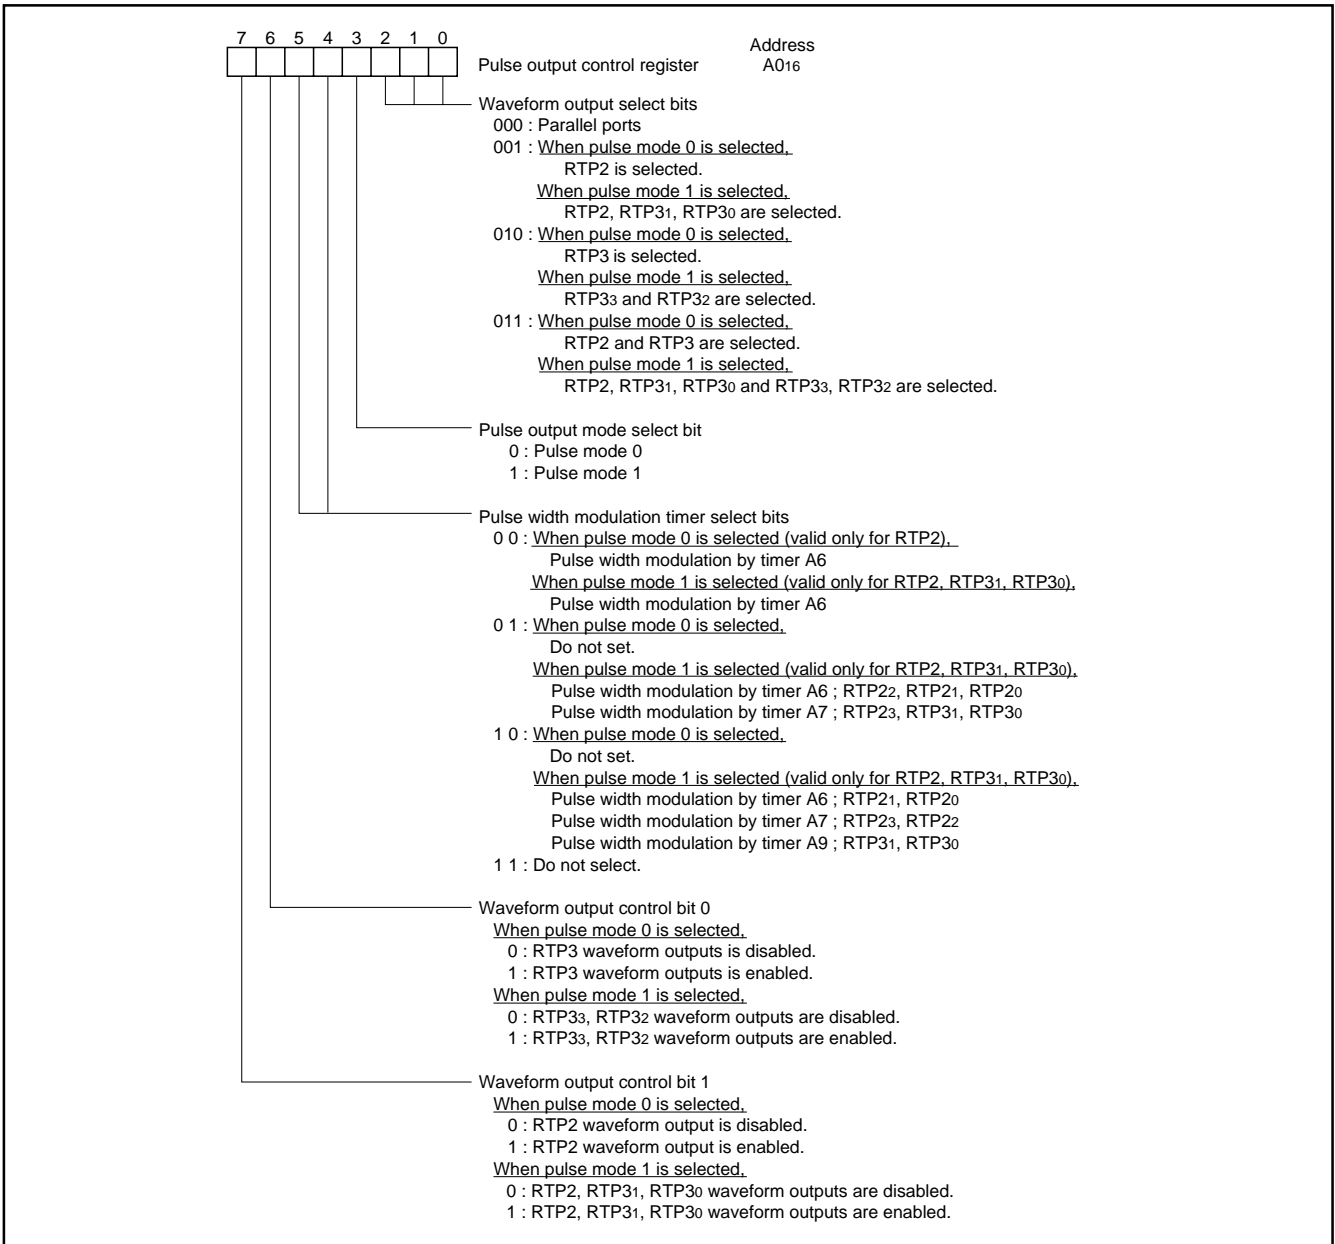 7 6 5 4 3 2 1 0
Address
Pulse output control register A016
Waveform output select bits
000 : Parallel ports
001 : When pulse mode 0 is selected,
RTP2 is selected.
When pulse mode 1 is selected,
RTP2, RTP31, RTP30 are selected.
010 : When pulse mode 0 is selected,
RTP3 is selected.
When pulse mode 1 is selected,
RTP33 and RTP32 are selected.
011 : When pulse mode 0 is selected,
RTP2 and RTP3 are selected.
When pulse mode 1 is selected,
RTP2, RTP31, RTP30 and RTP33, RTP32 are selected.
Pulse output mode select bit
0 : Pulse mode 0
1 : Pulse mode 1
Pulse width modulation timer select bits
0 0 : When pulse mode 0 is selected (valid only for RTP2),
Pulse width modulation by timer A6
When pulse mode 1 is selected (valid only for RTP2, RTP31, RTP30),
Pulse width modulation by timer A6
0 1 : When pulse mode 0 is selected,
Do not set.
When pulse mode 1 is selected (valid only for RTP2, RTP31, RTP30),
Pulse width modulation by timer A6 ; RTP22, RTP21, RTP20
Pulse width modulation by timer A7 ; RTP23, RTP31, RTP30
1 0 : When pulse mode 0 is selected,
Do not set.
When pulse mode 1 is selected (valid only for RTP2, RTP31, RTP30),
Pulse width modulation by timer A6 ; RTP21, RTP20
Pulse width modulation by timer A7 ; RTP23, RTP22
Pulse width modulation by timer A9 ; RTP31, RTP30
1 1 : Do not select.
Waveform output control bit 0
When pulse mode 0 is selected,
0 : RTP3 waveform outputs is disabled.
1 : RTP3 waveform outputs is enabled.
When pulse mode 1 is selected,
0 : RTP33, RTP32 waveform outputs are disabled.
1 : RTP33, RTP32 waveform outputs are enabled.
Waveform output control bit 1
When pulse mode 0 is selected,
0 : RTP2 waveform output is disabled.
1 : RTP2 waveform output is enabled.
When pulse mode 1 is selected,
0 : RTP2, RTP31, RTP30 waveform outputs are disabled.
1 : RTP2, RTP31, RTP30 waveform outputs are enabled.